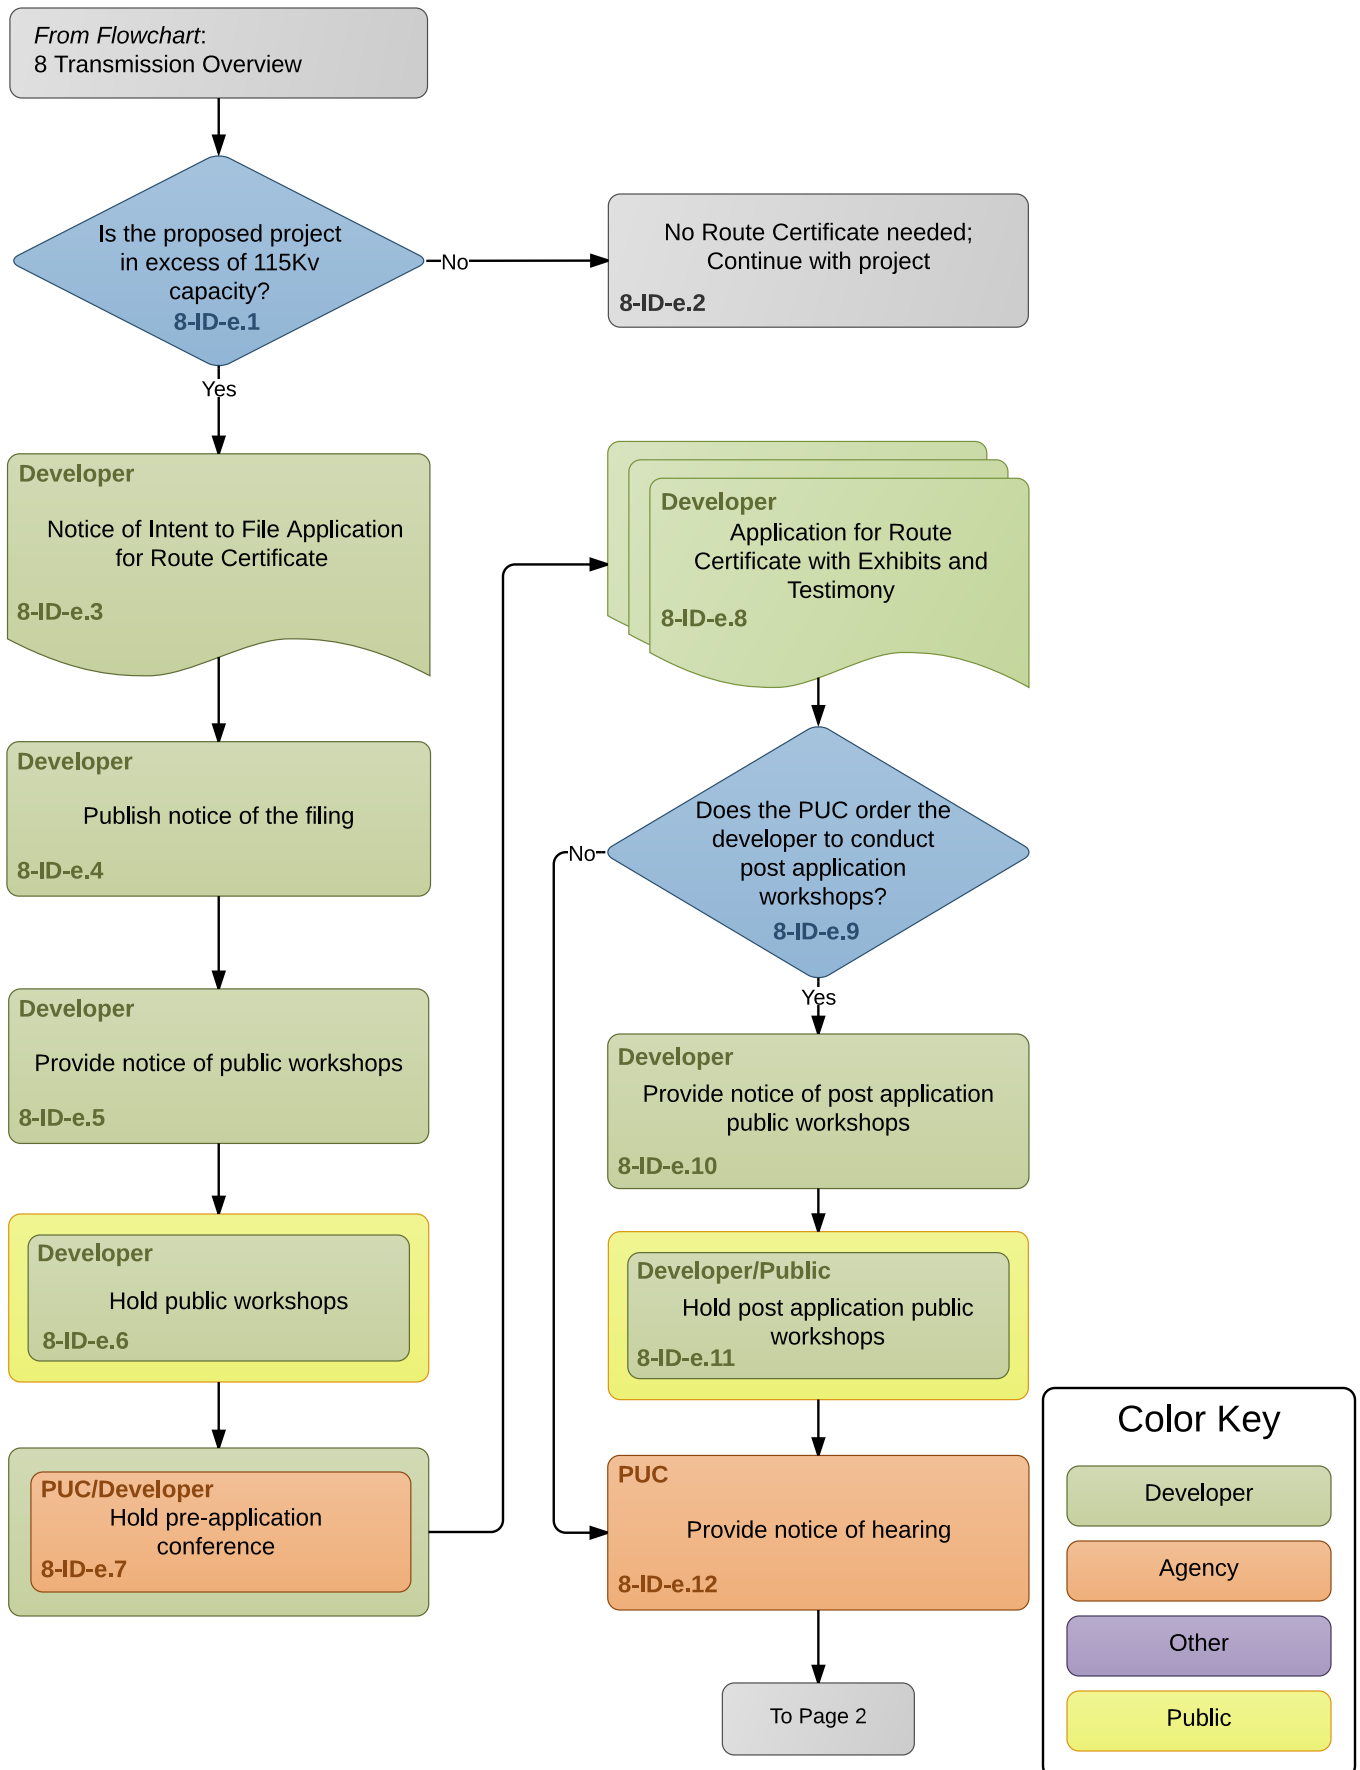 From Flowchart:
8 Transmission Overview
Is the proposed project
in excess of 115Kv
capacity?
8-ID-e.1
No
No Route Certificate needed;
Continue with project
8-ID-e.2
Yes
Developer
Notice of Intent to File Application
for Route Certificate
8-ID-e.3
Developer
Publish notice of the filing
8-ID-e.4
Developer
Provide notice of public workshops
8-ID-e.5
Developer
Hold public workshops
8-ID-e.6
PUC/Developer
Hold pre-application
conference
8-ID-e.7
Developer
Application for Route
Certificate with Exhibits and
Testimony
8-ID-e.8
Does the PUC order the
developer to conduct
post application
workshops?
8-ID-e.9
No
Yes
Developer
Provide notice of post application
public workshops
8-ID-e.10
Developer/Public
Hold post application public
workshops
8-ID-e.11
PUC
Provide notice of hearing
8-ID-e.12
To Page 2
Color Key
Developer
Agency
Other
Public